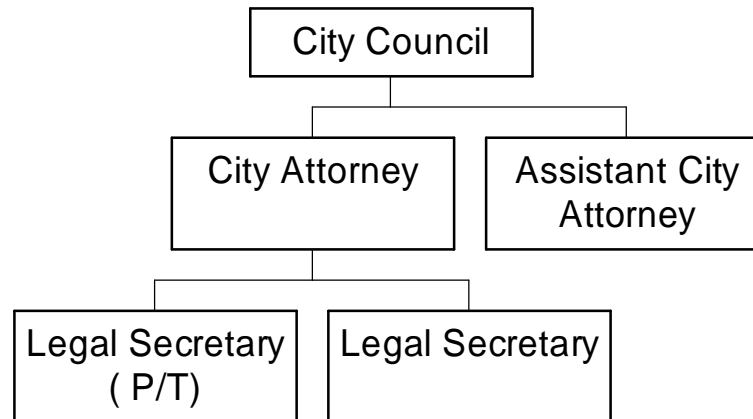 City Council
City Attorney
Assistant City
Attorney
Legal Secretary
( P/T)
Legal Secretary